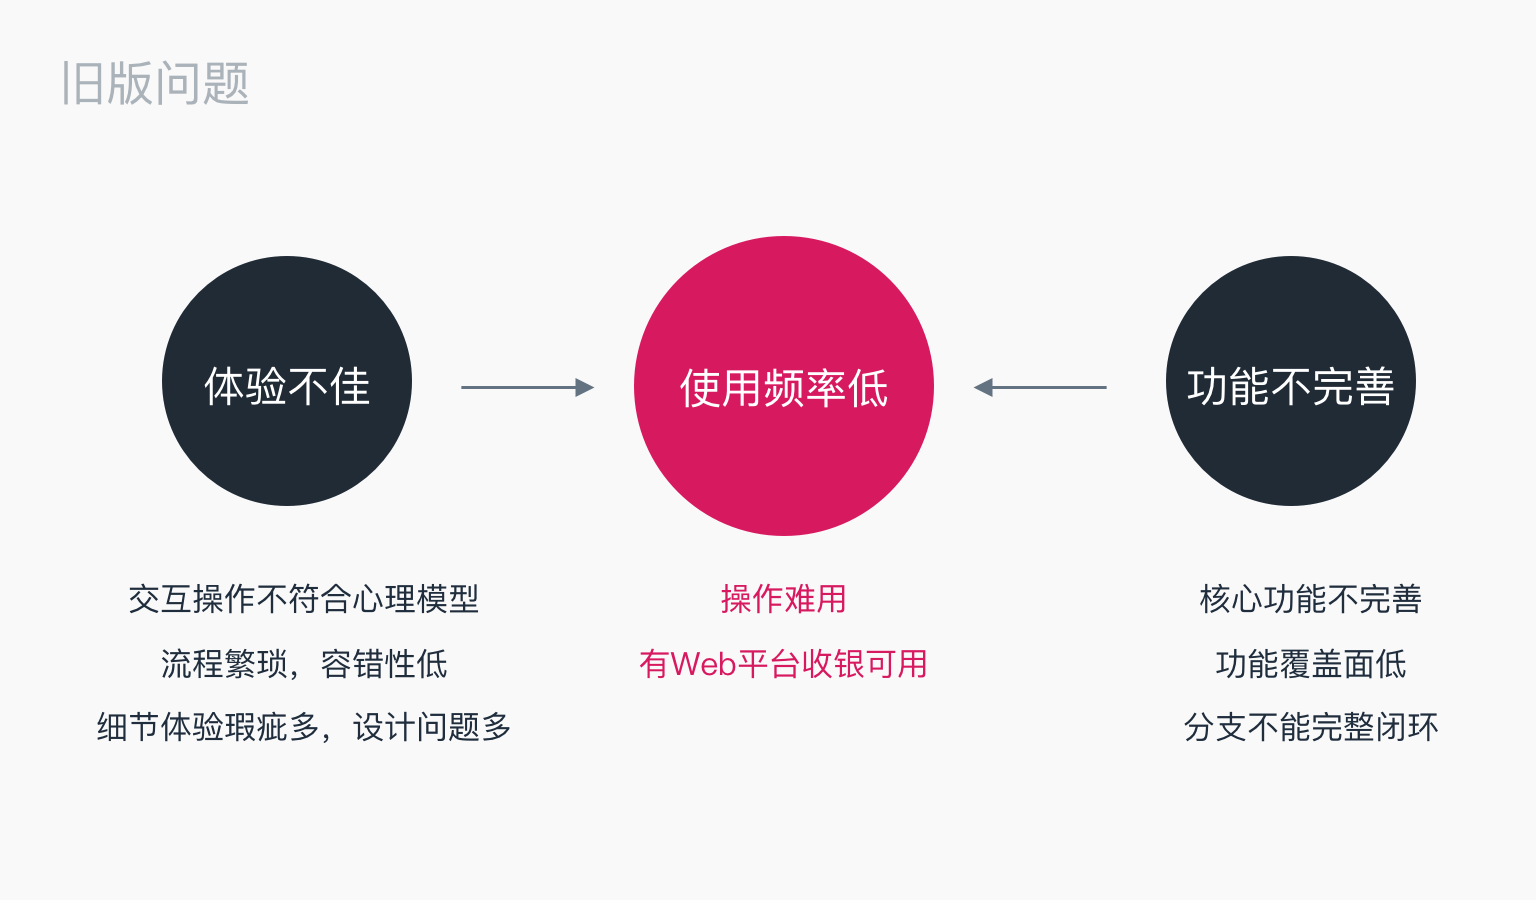 旧版问题
体验不佳
使用频率低
功能不完善
交互操作不符合心理模型
流程繁琐，容错性低
细节体验瑕疵多，设计问题多
操作难用
有Web平台收银可用
核心功能不完善
功能覆盖面低
分支不能完整闭环